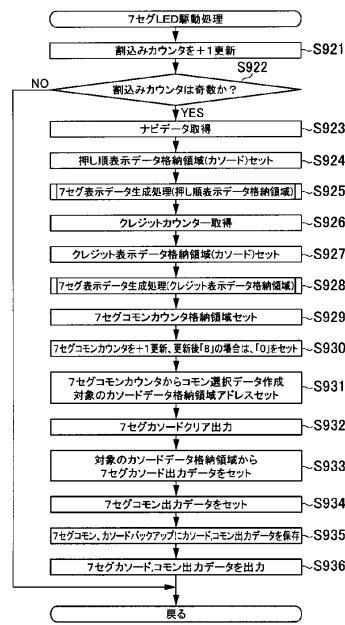 7セグLED駆動処理
割込みカウンタを+1更新
S921
S922
割込みカウンタは奇数か?
NO
YES
ナビデータ取得
S923
押し順表示データ格納領域(カソード)セット
S924
7セグ表示データ生成処理(押し順表示データ格納領域)
S925
クレジットカウンター取得
S926
クレジット表示データ格納領域(カソード)セット
S927
7セグ表示データ生成処理(クレジット表示データ格納領域)
S928
7セグコモンカウンタ格納領域セット
S929
7セグコモンカウンタを+1更新、更新後「8」の場合は、「0」をセット
S930
7セグコモンカウンタからコモン選択データ作成
対象のカソードデータ格納領域アドレスセット
S931
7セグカソードクリア出力
S932
対象のカソードデータ格納領域から
7セグカソード出力データをセット
S933
7セグコモン出力データをセット
S934
7セグコモン、カソードバックアップにカソード、コモン出力データを保存
S935
7セグカソード、コモン出力データを出力
S936
戻る